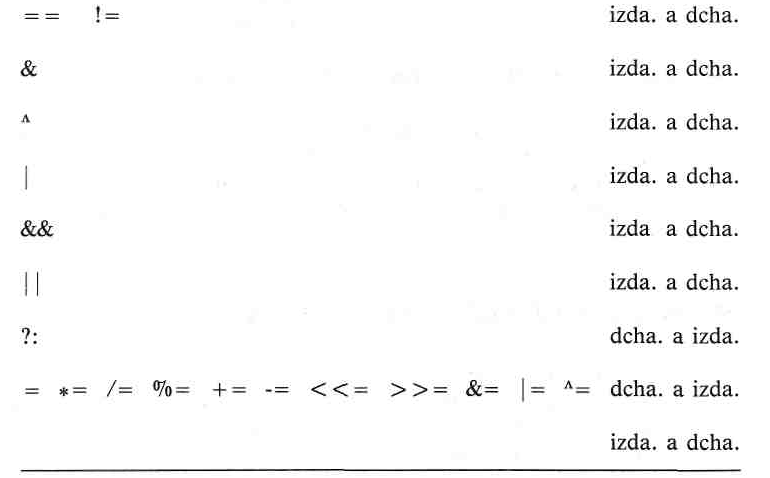 == != izda. a dcha.
& izda. a dcha.
^ izda. a dcha.
| izda. a dcha.
&& izda a dcha.
|| izda. a dcha.
?: dcha. a izda.
= *= /= %= += -= <<= >>= &= |= ^= dcha. a izda.
izda. a dcha.